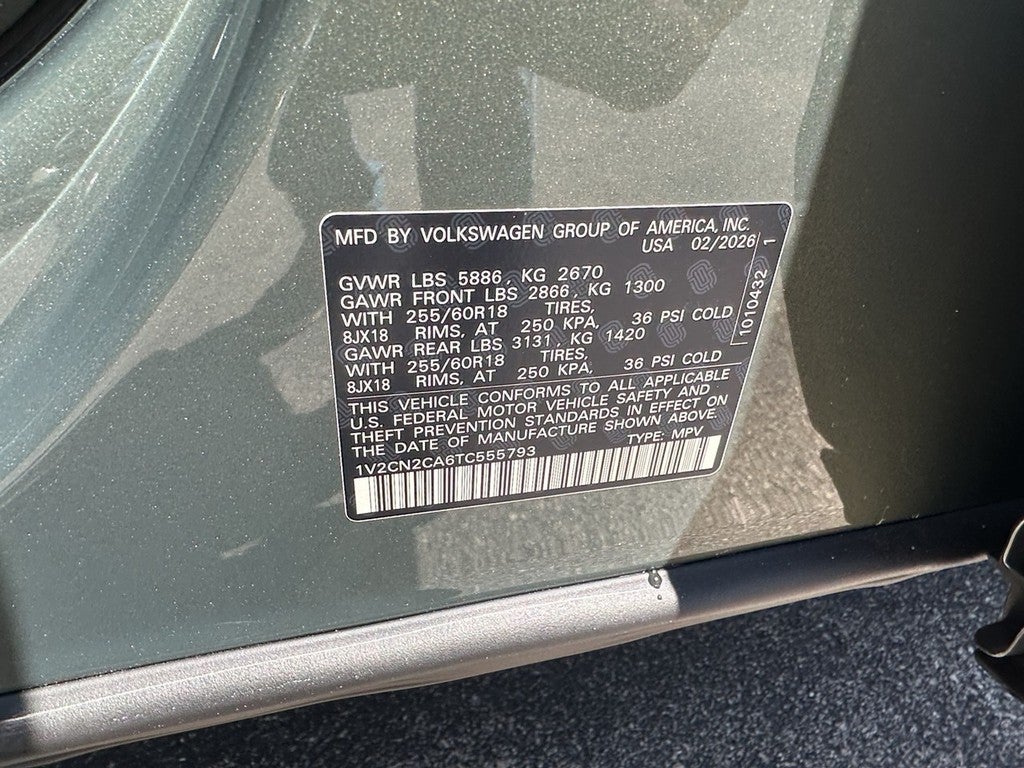 MFD BY VOLKSWAGEN GROUP OF AMERICA, INC.
USA 02/2026
GVWR LBS 5886, KG 2670
GAWR FRONT LBS 2866, KG 1300
WITH 255/60R18 TIRES,
8JX18 RIMS, AT 250 KPA, 36 PSI COLD
GAWR REAR LBS 3131, KG 1420
WITH 255/60R18 TIRES,
8JX18 RIMS, AT 250 KPA, 36 PSI COLD
THIS VEHICLE CONFORMS TO ALL APPLICABLE
U.S. FEDERAL MOTOR VEHICLE SAFETY AND
THEFT PREVENTION STANDARDS IN EFFECT ON
THE DATE OF MANUFACTURE SHOWN ABOVE.
1V2CN2CA6TC555793 TYPE: MPV
1010432 1